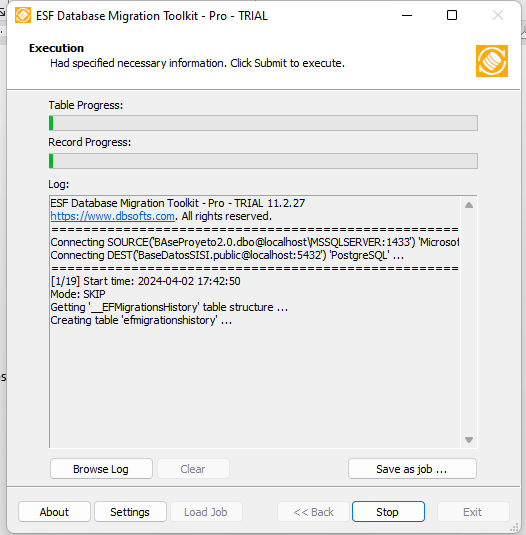 ESF Database Migration Toolkit - Pro - TRIAL
Execution
Had specified necessary information. Click Submit to execute.
Table Progress:
Record Progress:
Log:
ESF Database Migration Toolkit - Pro - TRIAL 11.2.27
https://www.dbsofts.com. All rights reserved.
================================================
Connecting SOURCE('BAseProyeto2.0.dbo@localhost\MSSQLSERVER:1433') 'Microsof
Connecting DEST('BaseDatosSISI.public@localhost:5432') 'PostgreSQL' ...
================================================
[1/19] Start time: 2024-04-02 17:42:50
Mode: SKIP
Getting '__EFMigrationsHistory' table structure ...
Creating table 'efmigrationshistory' ...
Browse Log
Clear
Save as job ...
About
Settings
Load Job
<< Back
Stop
Exit